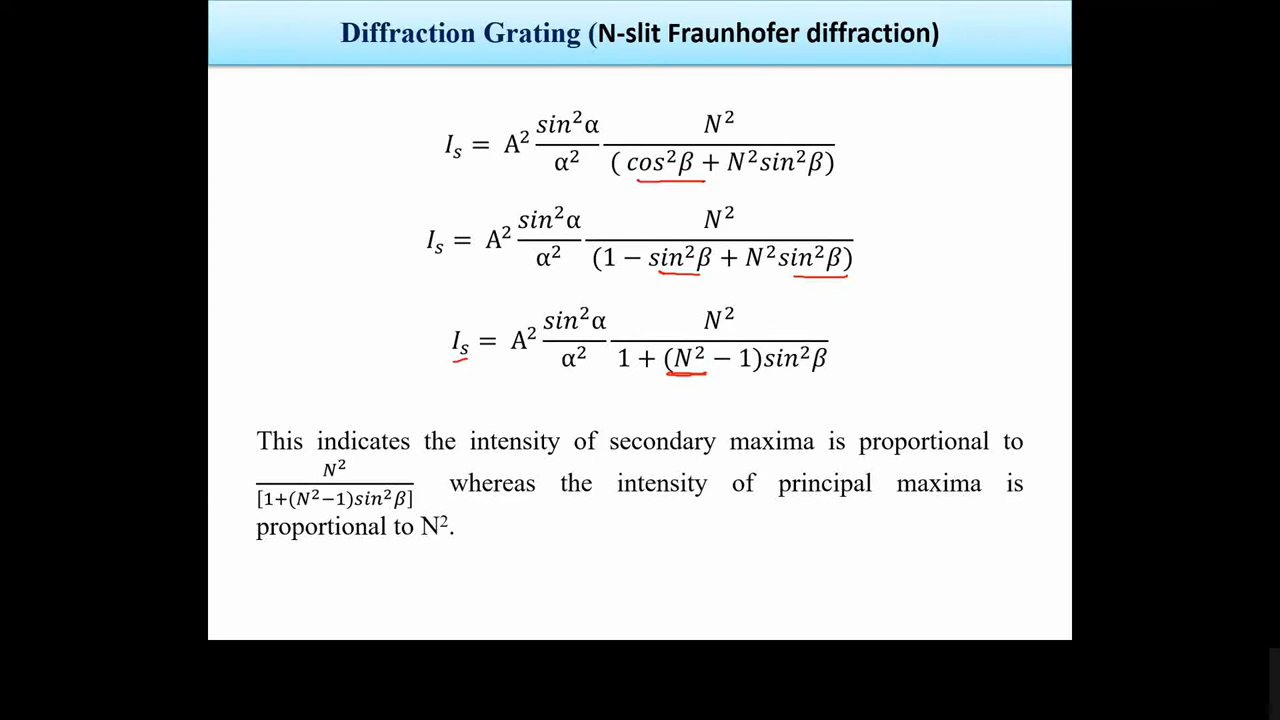 Diffraction Grating (N-slit Fraunhofer diffraction)
I_s = A² sin²α/α² N²/( cos²β + N²sin²β)
I_s = A² sin²α/α² N²/(1 − sin²β + N²sin²β)
I_s = A² sin²α/α² N²/1 + (N² − 1)sin²β
This indicates the intensity of secondary maxima is proportional to
N²/[1+(N²−1)sin²β] whereas the intensity of principal maxima is
proportional to N².